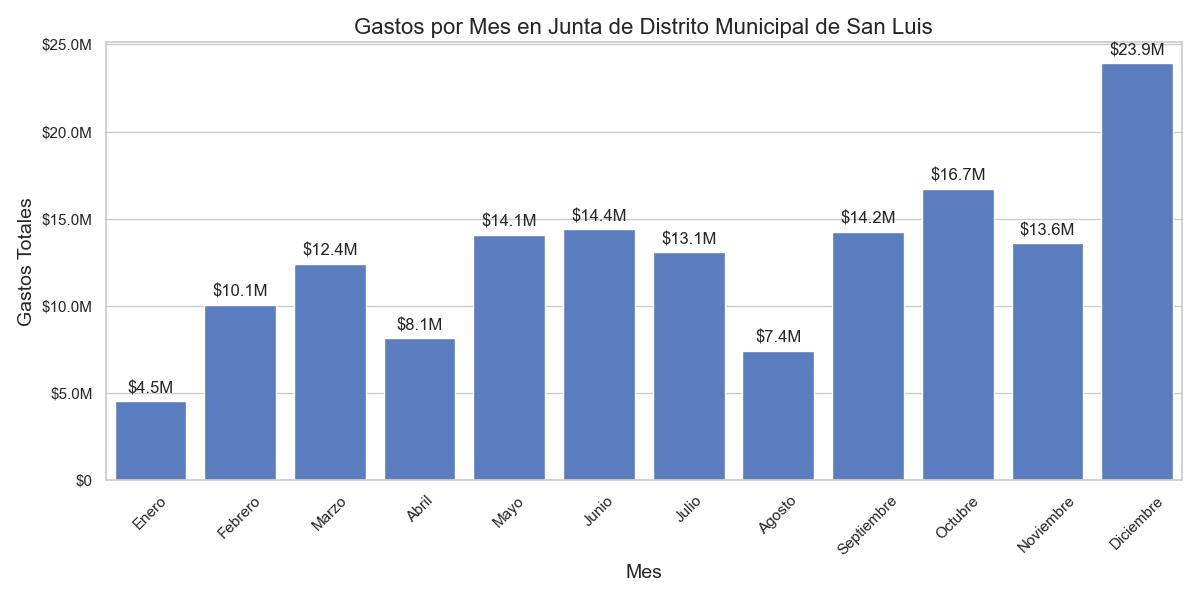 Gastos por Mes en Junta de Distrito Municipal de San Luis
Gastos Totales
$25.0M
$20.0M
$15.0M
$10.0M
$5.0M
$0
$4.5M
$10.1M
$12.4M
$8.1M
$14.1M
$14.4M
$13.1M
$7.4M
$14.2M
$16.7M
$13.6M
$23.9M
Enero
Febrero
Marzo
Abril
Mayo
Junio
Julio
Agosto
Septiembre
Octubre
Noviembre
Diciembre
Mes